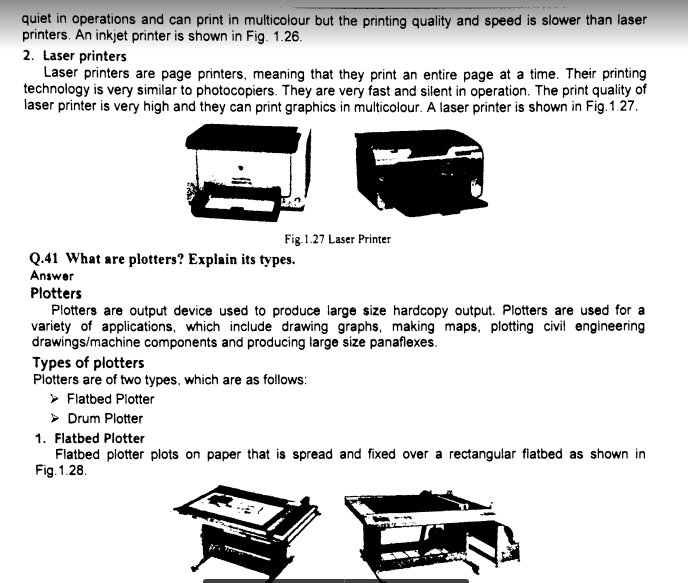 quiet in operations and can print in multicolour but the printing quality and speed is slower than laser
printers. An inkjet printer is shown in Fig. 1.26.
2. Laser printers
Laser printers are page printers, meaning that they print an entire page at a time. Their printing
technology is very similar to photocopiers. They are very fast and silent in operation. The print quality of
laser printer is very high and they can print graphics in multicolour. A laser printer is shown in Fig.1.27.
Fig.1.27 Laser Printer
Q.41 What are plotters? Explain its types.
Answer
Plotters
Plotters are output device used to produce large size hardcopy output. Plotters are used for a
variety of applications, which include drawing graphs, making maps, plotting civil engineering
drawings/machine components and producing large size panaflexes.
Types of plotters
Plotters are of two types, which are as follows:
➢ Flatbed Plotter
➢ Drum Plotter
1. Flatbed Plotter
Flatbed plotter plots on paper that is spread and fixed over a rectangular flatbed as shown in
Fig.1.28.